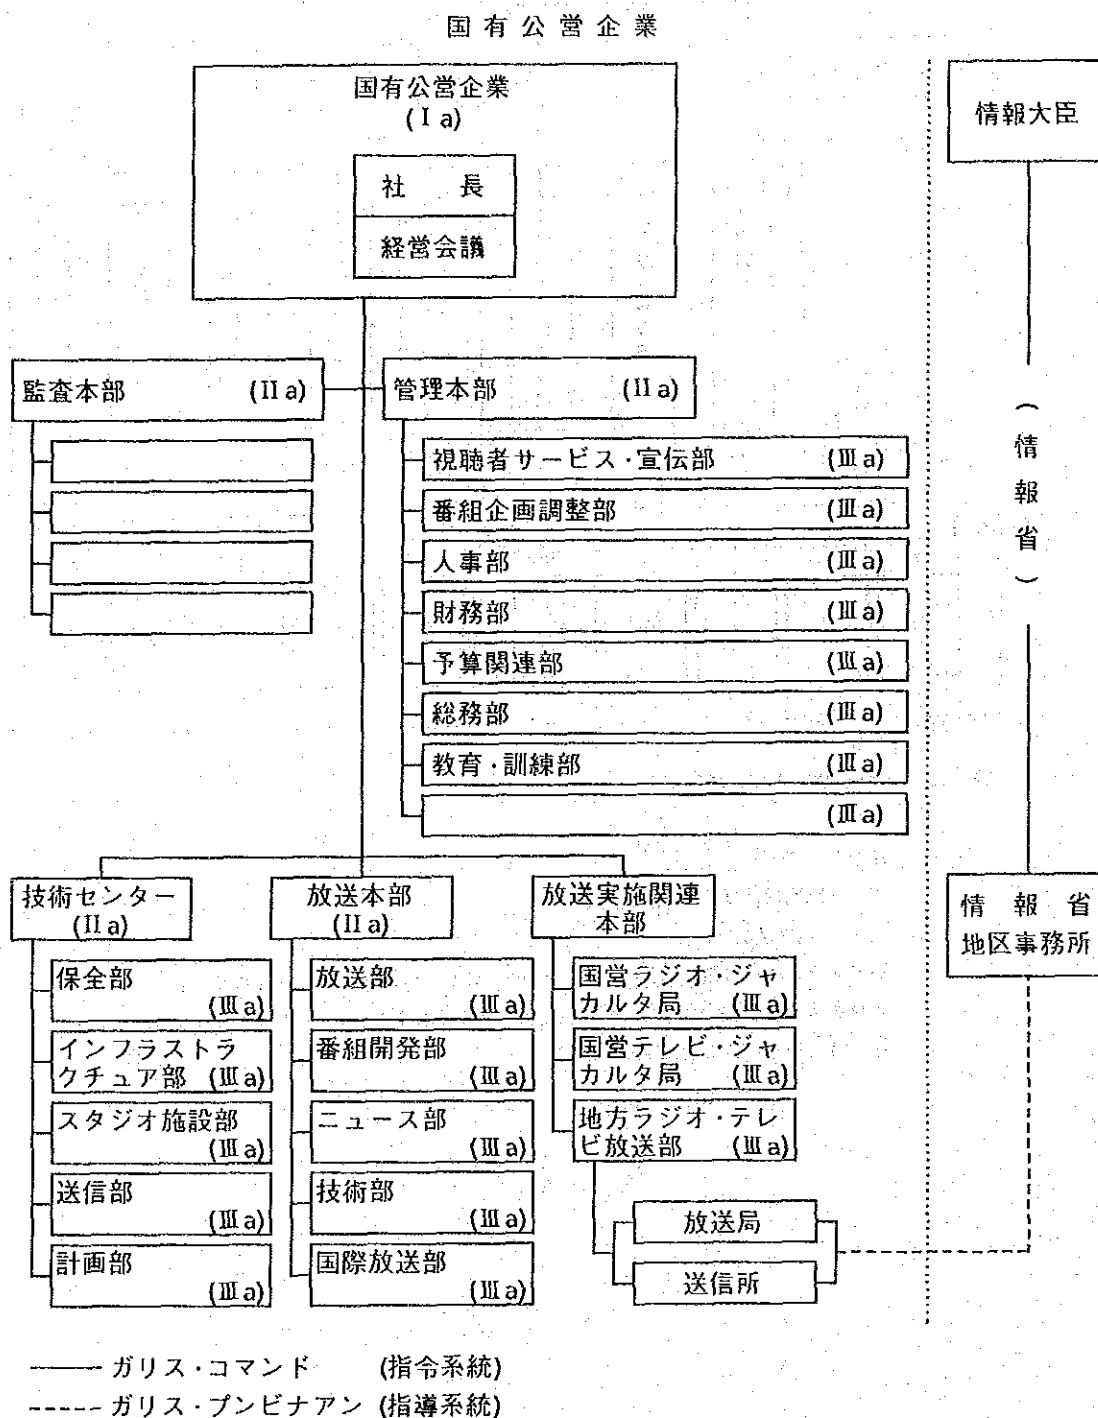 国有公営企業
国有公営企業
(Ⅰa)
社 長
経営会議
情報大臣
(情報省)
監査本部 (Ⅱa)
管理本部 (Ⅱa)
視聴者サービス・宣伝部 (Ⅲa)
番組企画調整部 (Ⅲa)
人事部 (Ⅲa)
財務部 (Ⅲa)
予算関連部 (Ⅲa)
総務部 (Ⅲa)
教育・訓練部 (Ⅲa)
(Ⅲa)
技術センター
(Ⅱa)
保全部
(Ⅲa)
インフラストラ
クチュア部 (Ⅲa)
スタジオ施設部
(Ⅲa)
送信部
(Ⅲa)
計画部
(Ⅲa)
放送本部
(Ⅱa)
放送部
(Ⅲa)
番組開発部
(Ⅲa)
ニュース部
(Ⅲa)
技術部
(Ⅲa)
国際放送部
(Ⅲa)
放送実施関連
本部
国営ラジオ・ジャ
カルタ局 (Ⅲa)
国営テレビ・ジャ
カルタ局 (Ⅲa)
地方ラジオ・テレ
ビ放送部 (Ⅲa)
放送局
送信所
情報省
地区事務所
ガリス・コマンド (指令系統)
ガリス・プンビナアン (指導系統)